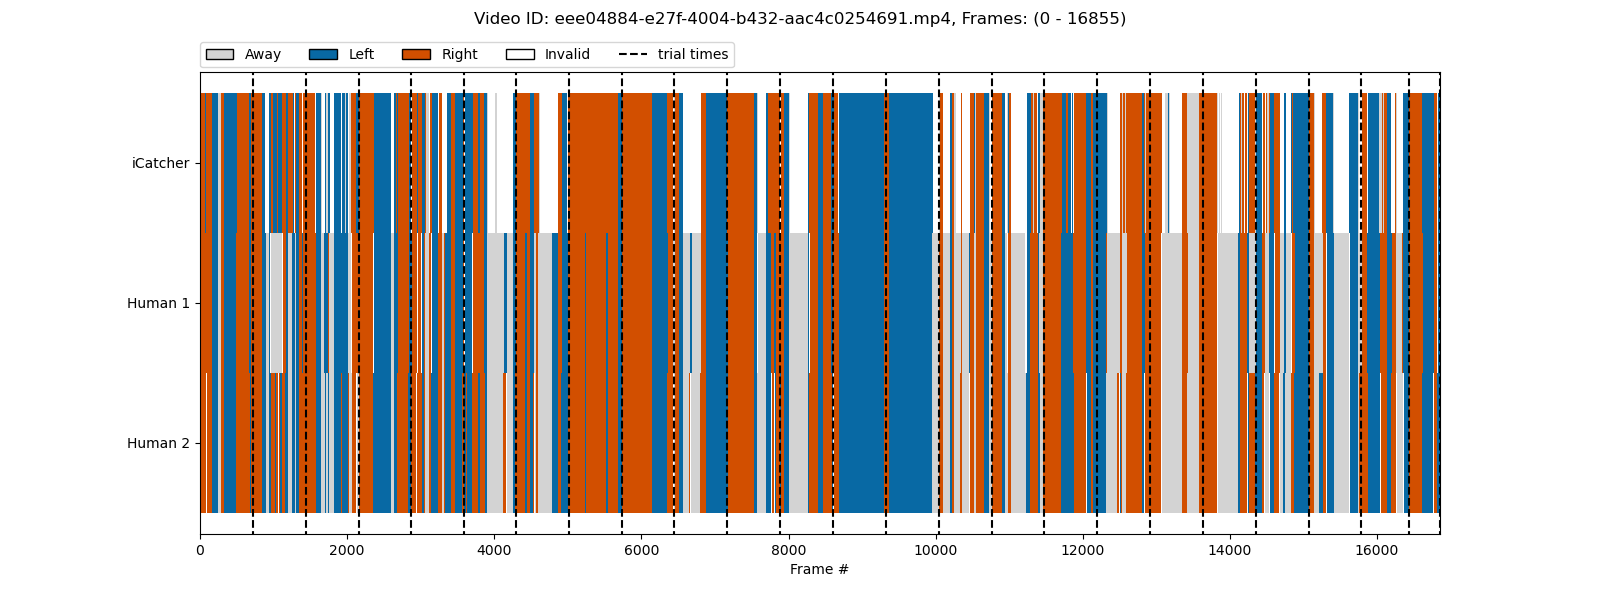 Video ID: eee04884-e27f-4004-b432-aac4c0254691.mp4, Frames: (0 - 16855)
Away Left Right Invalid trial times
iCatcher
Human 1
Human 2
0 2000 4000 6000 8000 10000 12000 14000 16000
Frame #